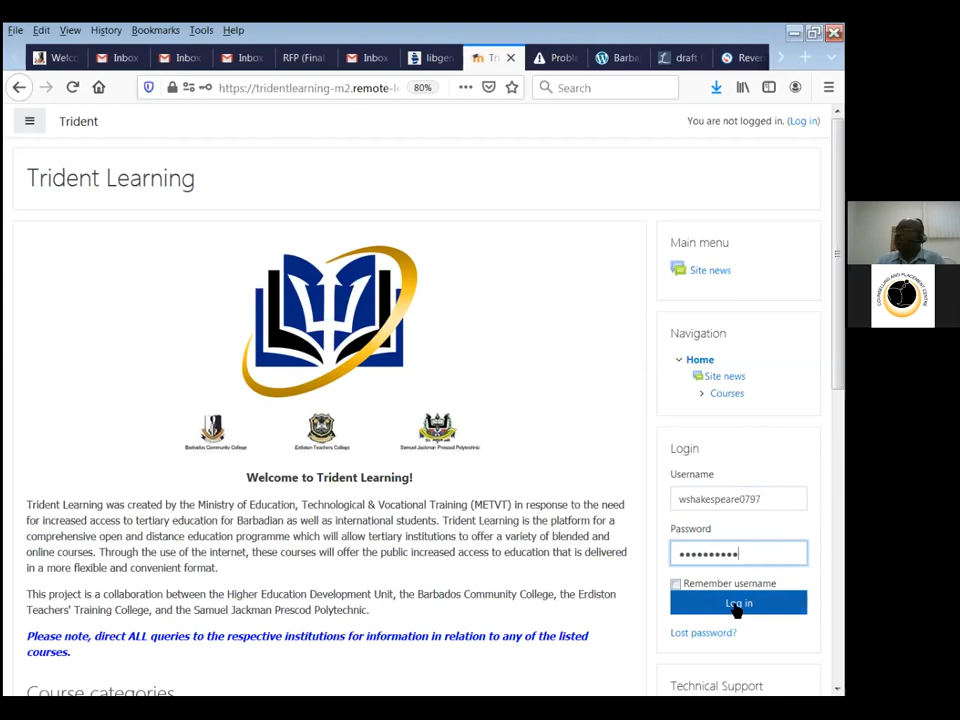 File Edit View History Bookmarks Tools Help
Welc Inbox Inbox Inbox RFP (Final Inbox libgen Tri Proble Barba draft Rever
https://tridentlearning-m2.remote-le 80% Search
Trident You are not logged in. (Log in)
Trident Learning
Barbados Community College Erdiston Teachers College Samuel Jackman Prescod Polytechnic
Welcome to Trident Learning!
Trident Learning was created by the Ministry of Education, Technological & Vocational Training (METVT) in response to the need
for increased access to tertiary education for Barbadian as well as international students. Trident Learning is the platform for a
comprehensive open and distance education programme which will allow tertiary institutions to offer a variety of blended and
online courses. Through the use of the internet, these courses will offer the public increased access to education that is delivered
in a more flexible and convenient format.
This project is a collaboration between the Higher Education Development Unit, the Barbados Community College, the Erdiston
Teachers' Training College, and the Samuel Jackman Prescod Polytechnic.
Please note, direct ALL queries to the respective institutions for information in relation to any of the listed
courses.
Course categories
Main menu
Site news
Navigation
Home
Site news
Courses
Login
Username
wshakespeare0797
Password
••••••••••
Remember username
Log in
Lost password?
Technical Support
COUNSELLING AND PLACEMENT CENTRE